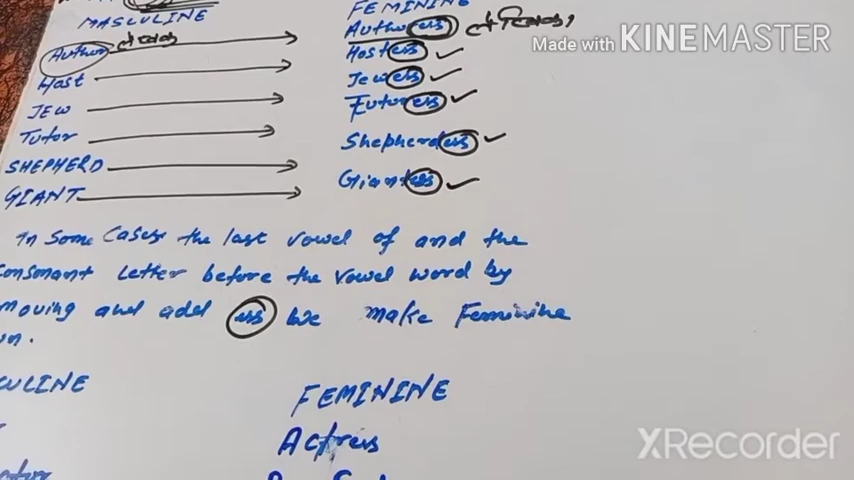 MASCULINE FEMININE
Author Authoress
Made with KINEMASTER
Host Hostess
JEW Jewess
Tutor Tutoress
SHEPHERD Shepherdess
GIANT Giantess
In some Cases the last vowel of and the
consonant Letter before the vowel word by
moving and add ess we make Feminine
un.
CULINE FEMININE
Actress
XRecorder